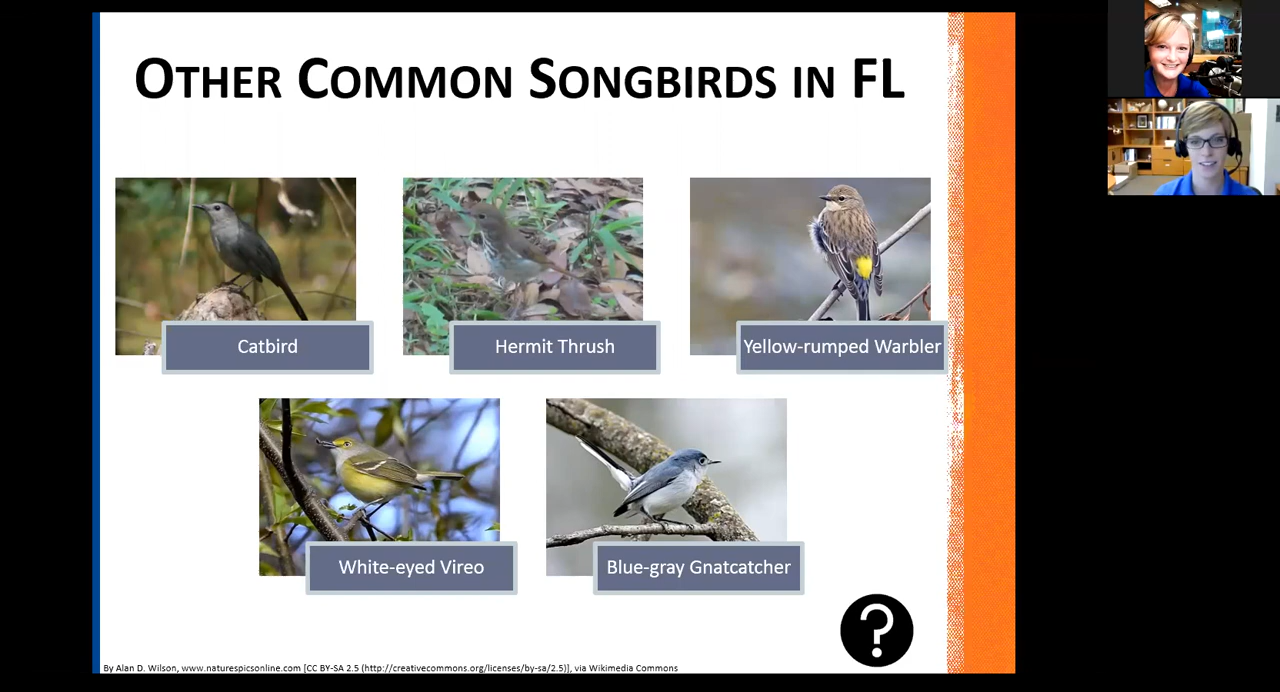 OTHER COMMON SONGBIRDS IN FL
Catbird
Hermit Thrush
Yellow-rumped Warbler
White-eyed Vireo
Blue-gray Gnatcatcher
?
By Alan D. Wilson, www.naturespicsonline.com [CC BY-SA 2.5 (http://creativecommons.org/licenses/by-sa/2.5)], via Wikimedia Commons